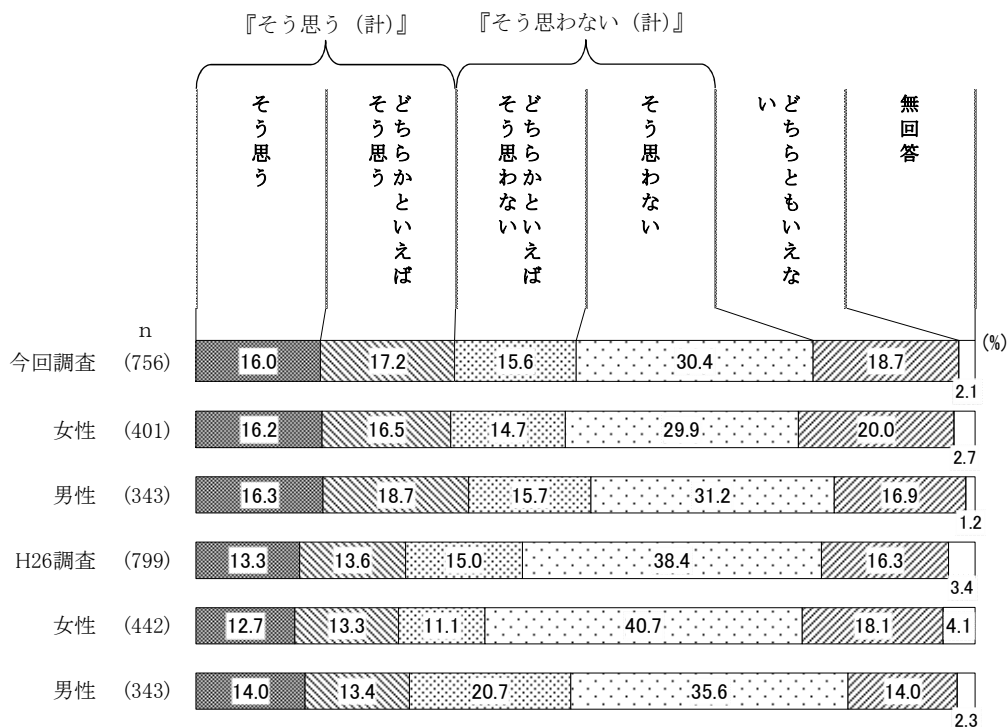 『そう思う（計）』
『そう思わない（計）』
そう思う
どちらかといえば
そう思う
どちらかといえば
そう思わない
そう思わない
どちらともいえな
い
無回答
n
(%)
今回調査 (756) 16.0 17.2 15.6 30.4 18.7 2.1
女性 (401) 16.2 16.5 14.7 29.9 20.0 2.7
男性 (343) 16.3 18.7 15.7 31.2 16.9 1.2
H26調査 (799) 13.3 13.6 15.0 38.4 16.3 3.4
女性 (442) 12.7 13.3 11.1 40.7 18.1 4.1
男性 (343) 14.0 13.4 20.7 35.6 14.0 2.3